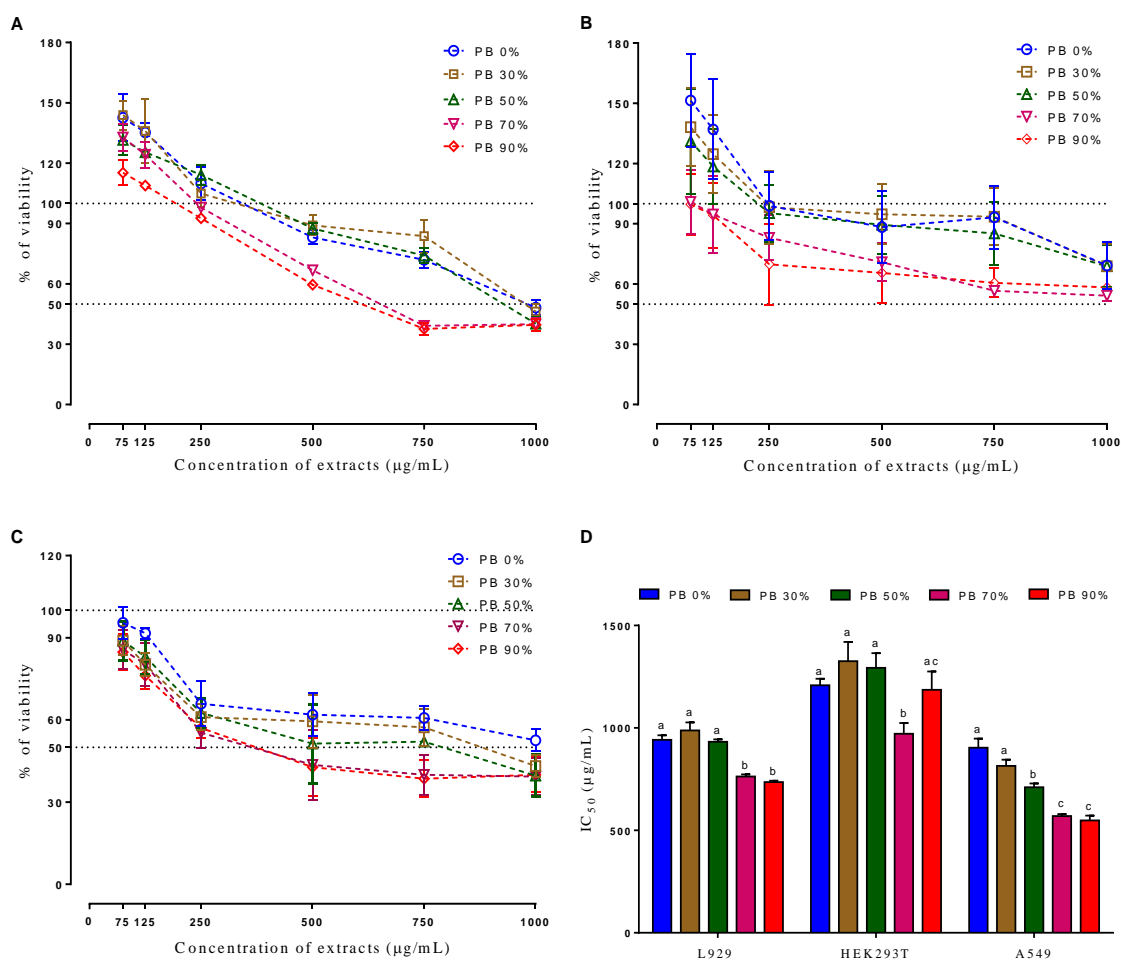 A
% of viability
180
150
120
100
90
60
50
30
0
PB 0%
PB 30%
PB 50%
PB 70%
PB 90%
0 75 125 250 500 750 1000
Concentration of extracts (µg/mL)
B
% of viability
180
150
120
100
90
60
50
30
0
PB 0%
PB 30%
PB 50%
PB 70%
PB 90%
0 75 125 250 500 750 1000
Concentration of extracts (µg/mL)
C
% of viability
120
100
90
60
50
30
0
PB 0%
PB 30%
PB 50%
PB 70%
PB 90%
0 75 125 250 500 750 1000
Concentration of extracts (µg/mL)
D
PB 0% PB 30% PB 50% PB 70% PB 90%
IC50 (µg/mL)
1500
1000
500
0
a a a b b
a a a b ac
a a b c c
L929 HEK293T A549